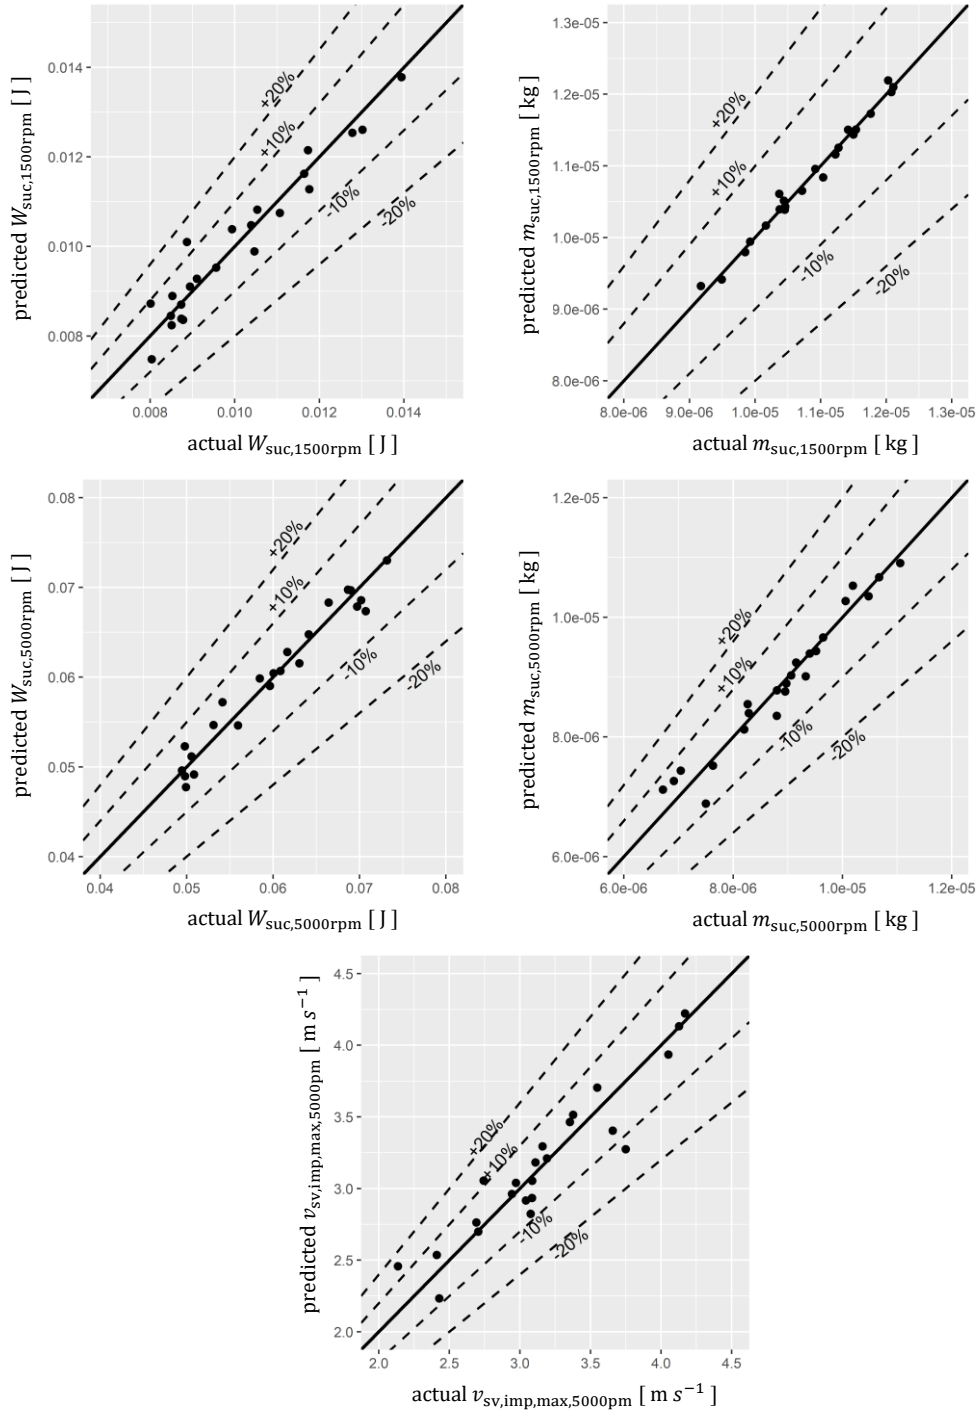 predicted W_suc,1500rpm [ J ]
0.014
0.012
0.010
0.008
+20%
+10%
-10%
-20%
0.008 0.010 0.012 0.014
actual W_suc,1500rpm [ J ]
predicted m_suc,1500rpm [ kg ]
1.3e-05
1.2e-05
1.1e-05
1.0e-05
9.0e-06
8.0e-06
+20%
+10%
-10%
-20%
8.0e-06 9.0e-06 1.0e-05 1.1e-05 1.2e-05 1.3e-05
actual m_suc,1500rpm [ kg ]
predicted W_suc,5000rpm [ J ]
0.08
0.07
0.06
0.05
0.04
+20%
+10%
-10%
-20%
0.04 0.05 0.06 0.07 0.08
actual W_suc,5000rpm [ J ]
predicted m_suc,5000rpm [ kg ]
1.2e-05
1.0e-05
8.0e-06
6.0e-06
+20%
+10%
-10%
-20%
6.0e-06 8.0e-06 1.0e-05 1.2e-05
actual m_suc,5000rpm [ kg ]
predicted v_sv,imp,max,5000pm [ m s⁻¹ ]
4.5
4.0
3.5
3.0
2.5
2.0
+20%
+10%
-10%
-20%
2.0 2.5 3.0 3.5 4.0 4.5
actual v_sv,imp,max,5000pm [ m s⁻¹ ]